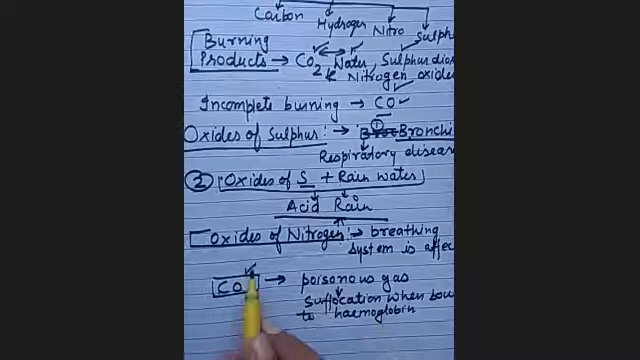 Carbon Hydrogen Nitro Sulph
Burning
Products → CO2 Water, Sulphur diox
Nitrogen oxides
Incomplete burning → CO
Oxides of Sulphur: → ① Bronchi
Respiratory disease
② Oxides of S + Rain water
Acid Rain
Oxides of Nitrogen: → breathing
system is affec
CO → poisonous gas
Suffocation when bou
to haemoglobin